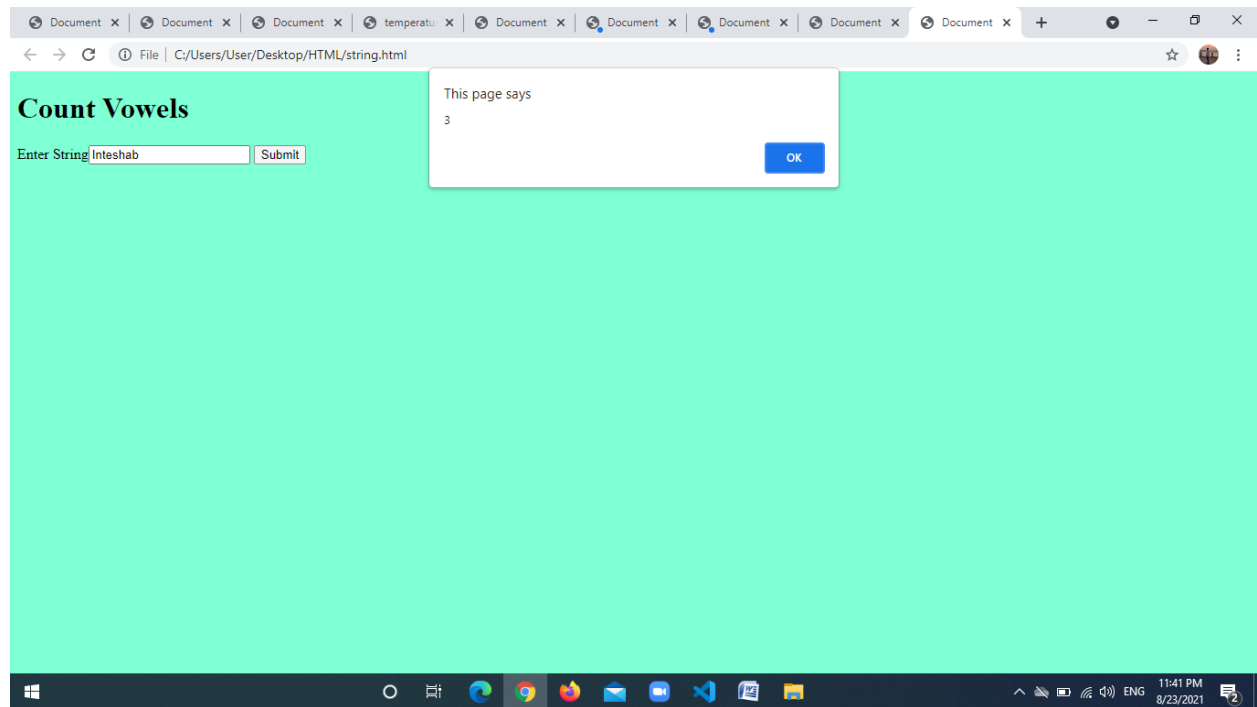 Document Document Document temperatu Document Document Document Document Document
File C:/Users/User/Desktop/HTML/string.html
This page says
3
OK
Count Vowels
Enter String Inteshab Submit
ENG 11:41 PM
8/23/2021 2